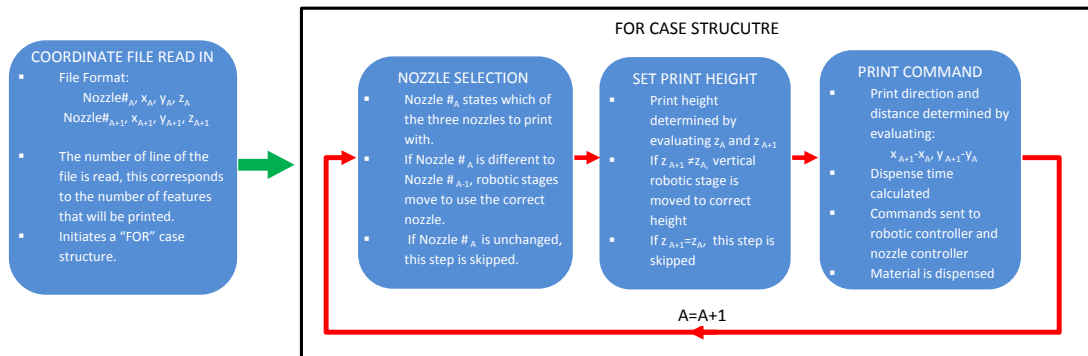 FOR CASE STRUCUTRE
COORDINATE FILE READ IN
▪ File Format:
Nozzle#A, xA, yA, zA
Nozzle#A+1, xA+1, yA+1, zA+1
▪ The number of line of the
file is read, this corresponds
to the number of features
that will be printed.
▪ Initiates a “FOR” case
structure.
NOZZLE SELECTION
▪ Nozzle #A states which of
the three nozzles to print
with.
▪ If Nozzle #A is different to
Nozzle #A-1, robotic stages
move to use the correct
nozzle.
▪ If Nozzle #A is unchanged,
this step is skipped.
SET PRINT HEIGHT
▪ Print height
determined by
evaluating zA and zA+1
▪ If zA+1 ≠zA, vertical
robotic stage is
moved to correct
height
▪ If zA+1=zA, this step is
skipped
PRINT COMMAND
▪ Print direction and
distance determined by
evaluating:
xA+1-xA, yA+1-yA
▪ Dispense time
calculated
▪ Commands sent to
robotic controller and
nozzle controller
▪ Material is dispensed
A=A+1